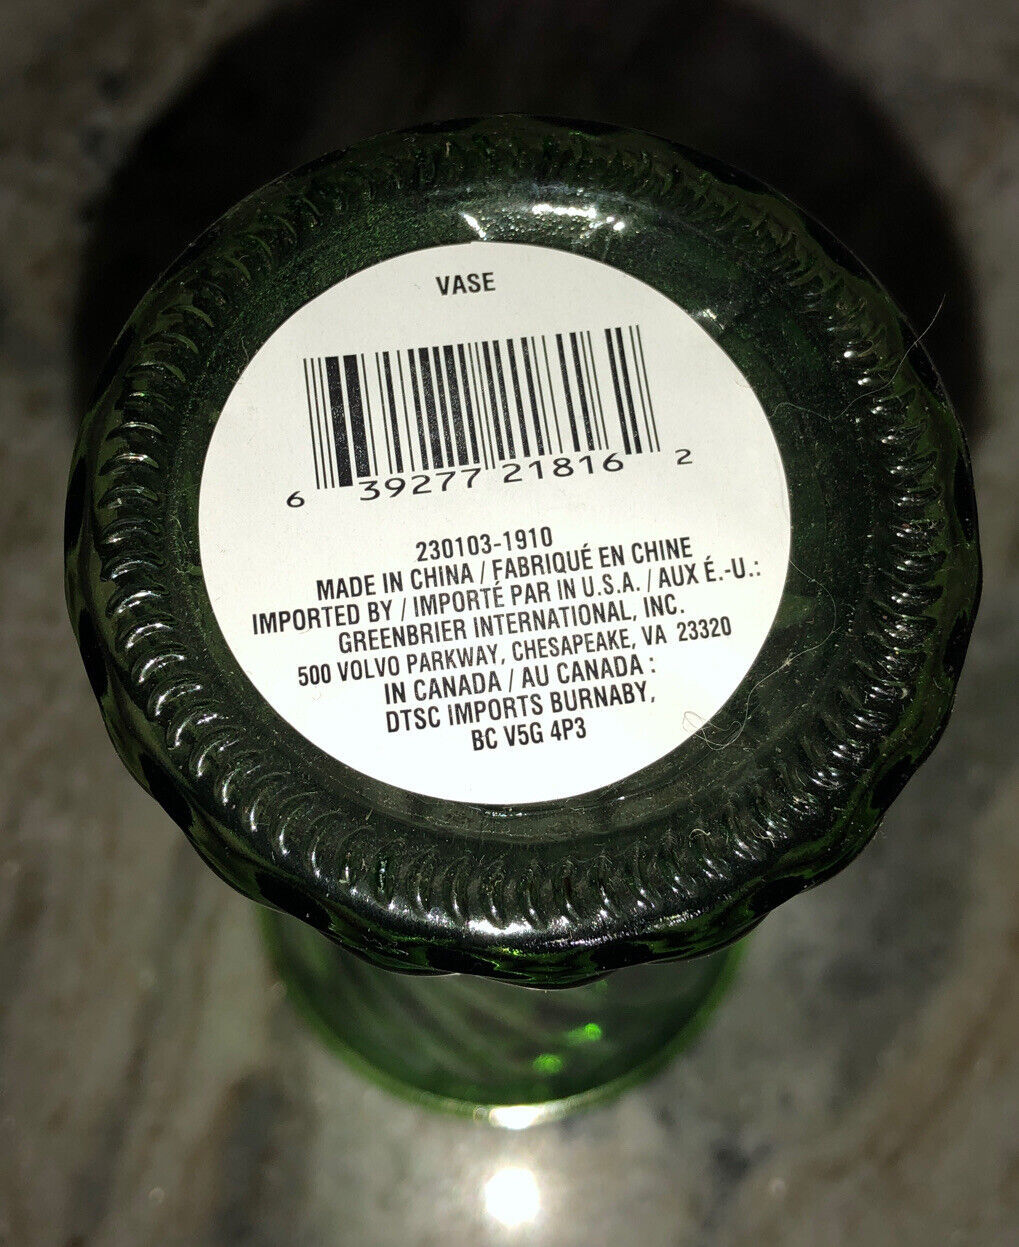 VASE
6 39277 21816 2
230103-1910
MADE IN CHINA / FABRIQUÉ EN CHINE
IMPORTED BY / IMPORTÉ PAR IN U.S.A. / AUX É.-U.:
GREENBRIER INTERNATIONAL, INC.
500 VOLVO PARKWAY, CHESAPEAKE, VA 23320
IN CANADA / AU CANADA :
DTSC IMPORTS BURNABY,
BC V5G 4P3